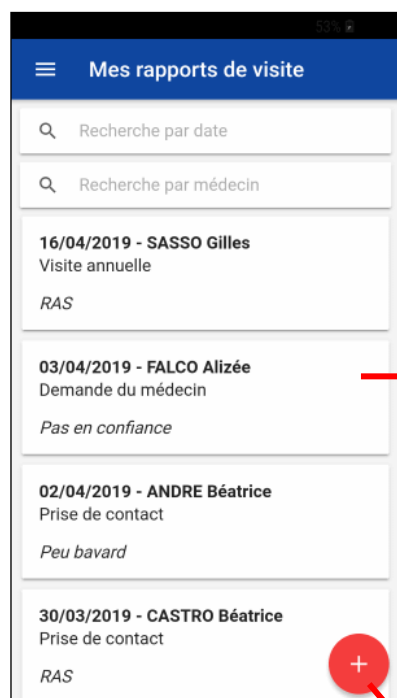 53%
Mes rapports de visite
Recherche par date
Recherche par médecin
16/04/2019 - SASSO Gilles
Visite annuelle
RAS
03/04/2019 - FALCO Alizée
Demande du médecin
Pas en confiance
02/04/2019 - ANDRE Béatrice
Prise de contact
Peu bavard
30/03/2019 - CASTRO Béatrice
Prise de contact
RAS
+